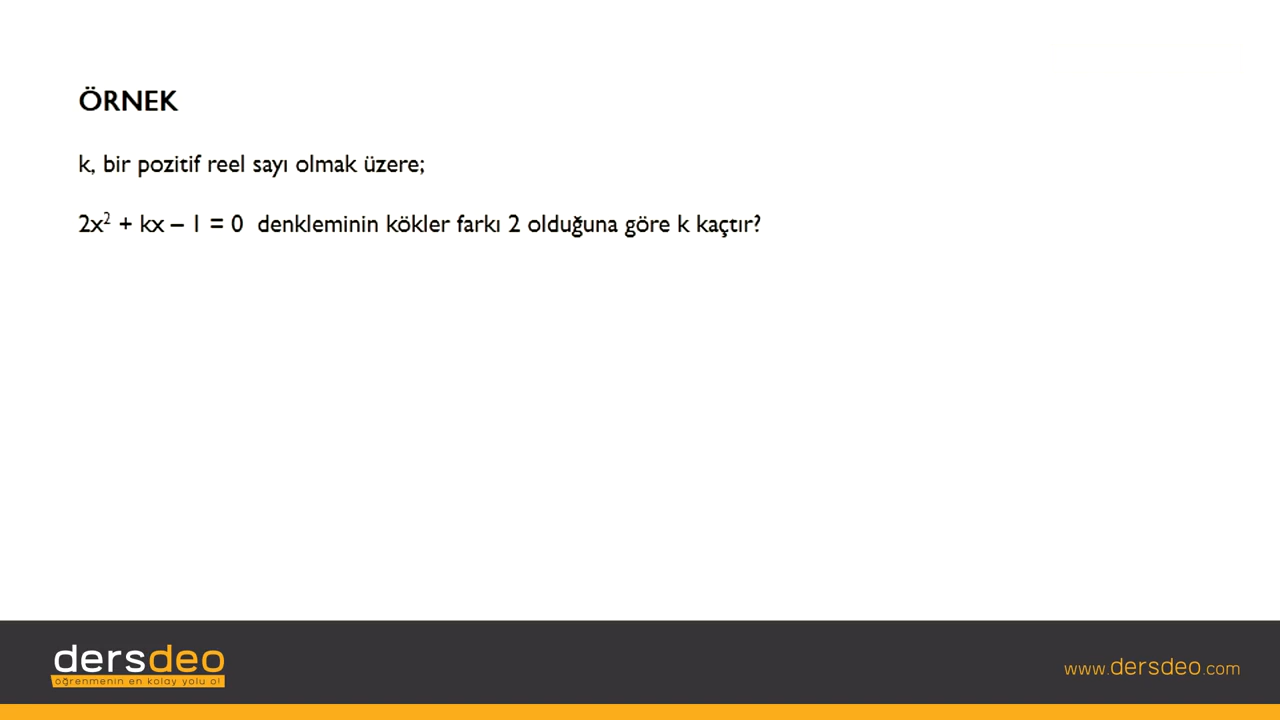 ÖRNEK
k, bir pozitif reel sayı olmak üzere;
2x² + kx – 1 = 0 denkleminin kökler farkı 2 olduğuna göre k kaçtır?
dersdeo
öğrenmenin en kolay yolu o!
www.dersdeo.com